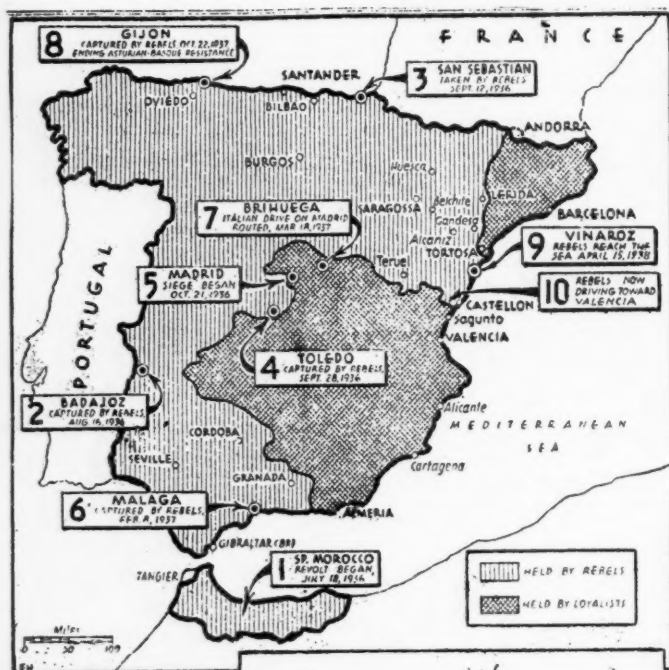 FRANCE
8 GIJON
CAPTURED BY REBELS, OCT. 22, 1937
ENDING ASTURIAN-BASQUE RESISTANCE
SANTANDER
3 SAN SEBASTIAN
TAKEN BY REBELS
SEPT. 12, 1936
OVIEDO
BILBAO
ANDORRA
BURGOS
Huesca
7 BRIHUEGA
ITALIAN DRIVE ON MADRID
ROUTED, MAR. 18, 1937
SARAGOSSA
Belchite
LERIDA
Gandesa
Alcaniz
BARCELONA
TORTOSA
9 VINAROZ
REBELS REACH THE
SEA APRIL 15, 1938
Teruel
5 MADRID
SIEGE BEGAN
OCT. 21, 1936
10 REBELS NOW
DRIVING TOWARD
VALENCIA
CASTELLON
Sagunto
VALENCIA
PORTUGAL
4 TOLEDO
CAPTURED BY REBELS,
SEPT. 28, 1936
2 BADAJOZ
CAPTURED BY REBELS,
AUG. 16, 1936
Alicante
MEDITERRANEAN
SEA
CORDOBA
SEVILLE
Cartagena
GRANADA
6 MALAGA
CAPTURED BY REBELS,
FEB. 8, 1937
ALMERIA
GIBRALTAR (BR.)
1 SP. MOROCCO
REVOLT BEGAN,
JULY 18, 1936
TANGIER
HELD BY REBELS
HELD BY LOYALISTS
MILES
0 50 100